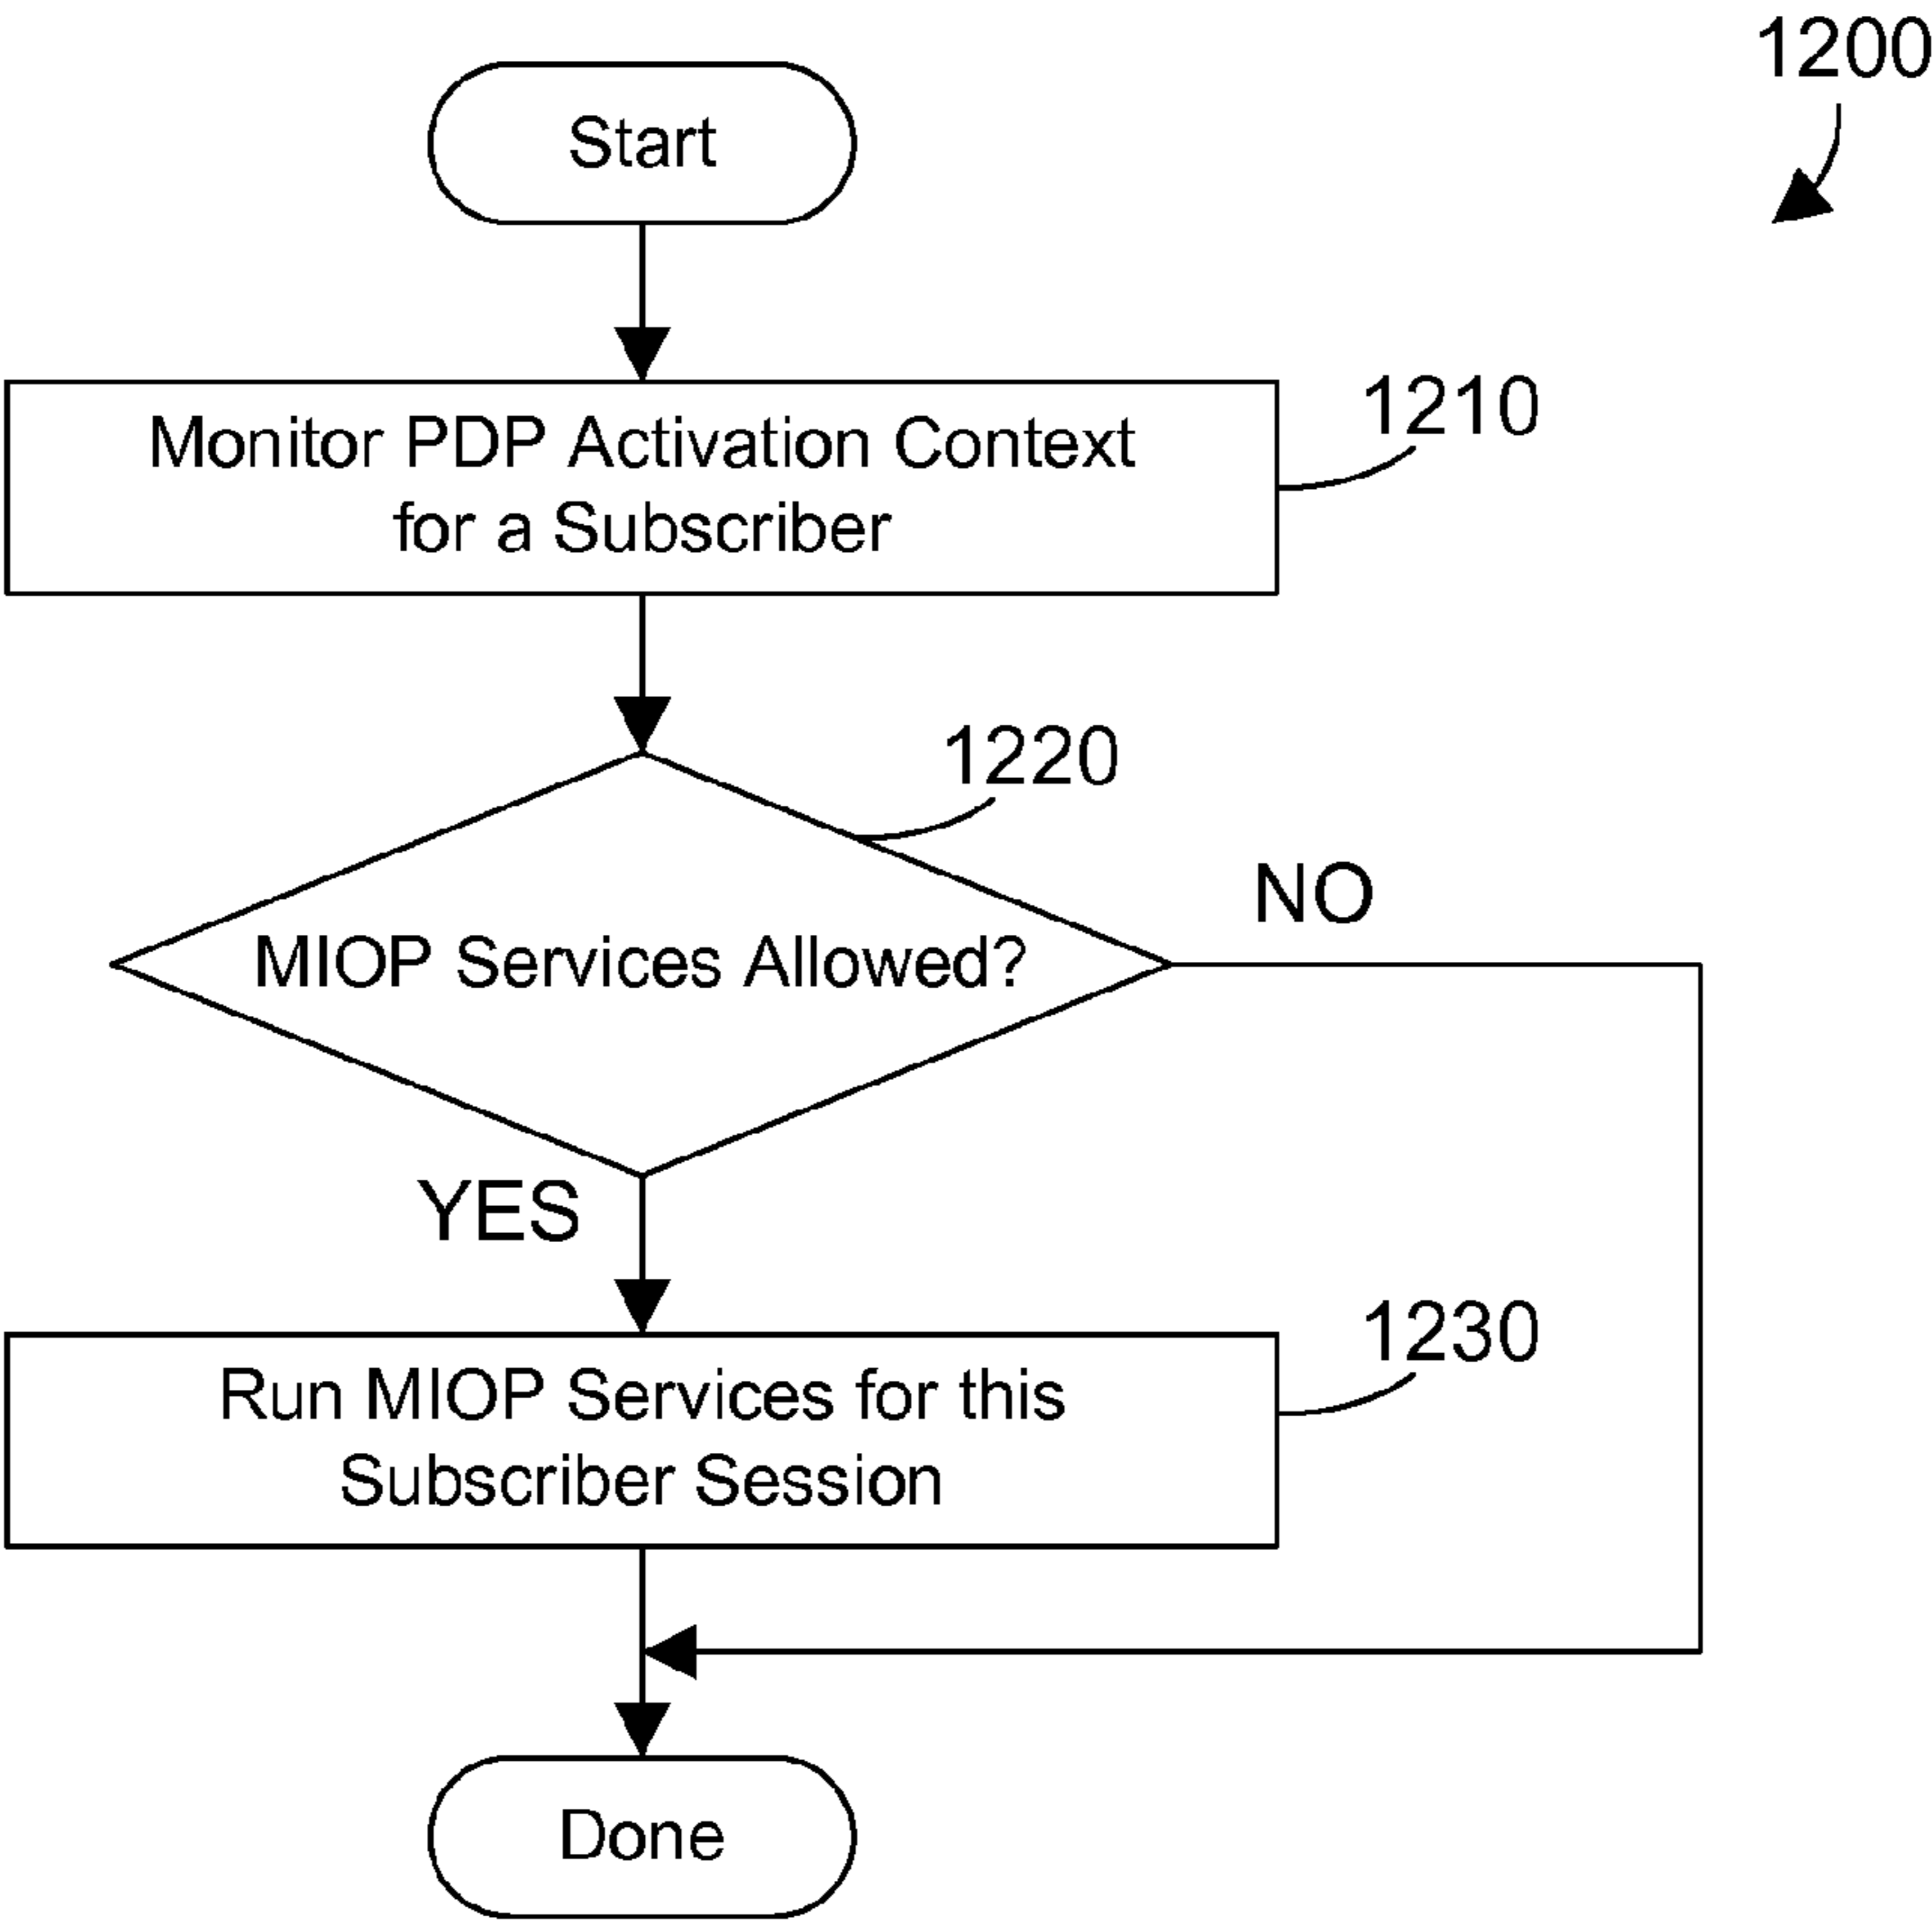 1200
Start
Monitor PDP Activation Context
for a Subscriber
1210
1220
MIOP Services Allowed?
NO
YES
Run MIOP Services for this
Subscriber Session
1230
Done